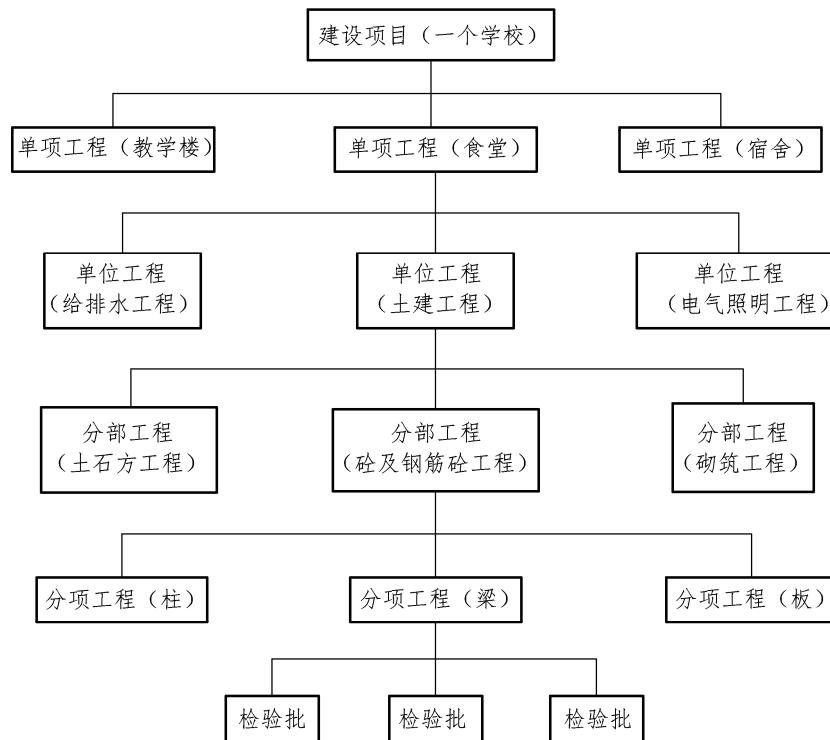 建设项目（一个学校）
单项工程（教学楼）
单项工程（食堂）
单项工程（宿舍）
单位工程
（给排水工程）
单位工程
（土建工程）
单位工程
（电气照明工程）
分部工程
（土石方工程）
分部工程
（砼及钢筋砼工程）
分部工程
（砌筑工程）
分项工程（柱）
分项工程（梁）
分项工程（板）
检验批
检验批
检验批